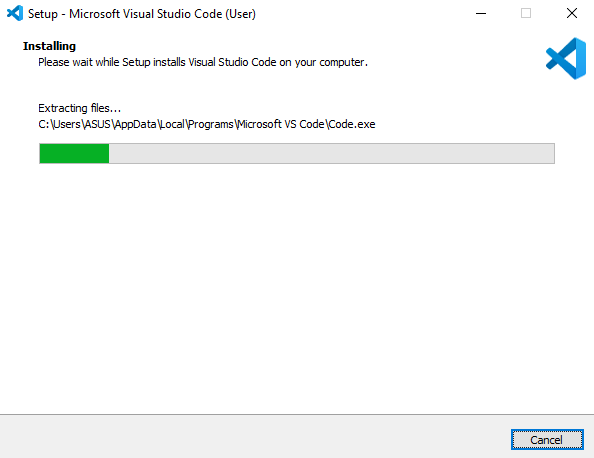 Setup - Microsoft Visual Studio Code (User)
Installing
Please wait while Setup installs Visual Studio Code on your computer.
Extracting files...
C:\Users\ASUS\AppData\Local\Programs\Microsoft VS Code\Code.exe
Cancel